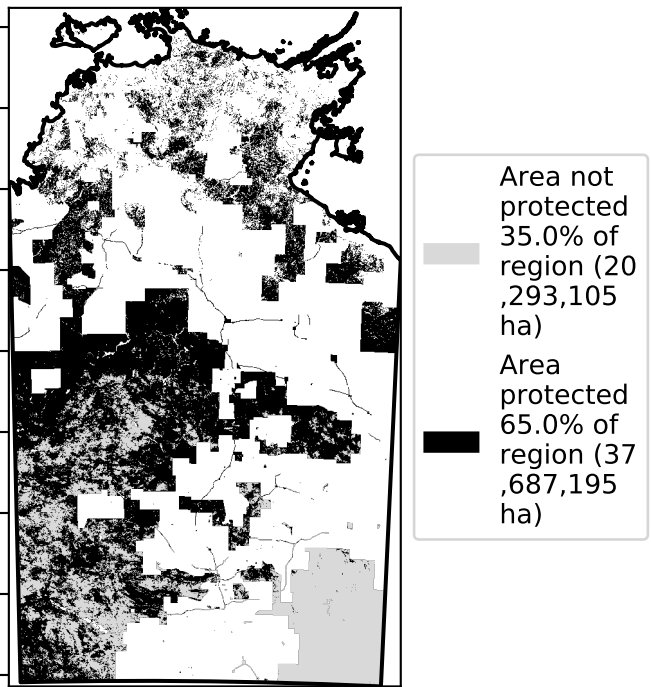 Area not
protected
35.0% of
region (20
,293,105
ha)
Area
protected
65.0% of
region (37
,687,195
ha)